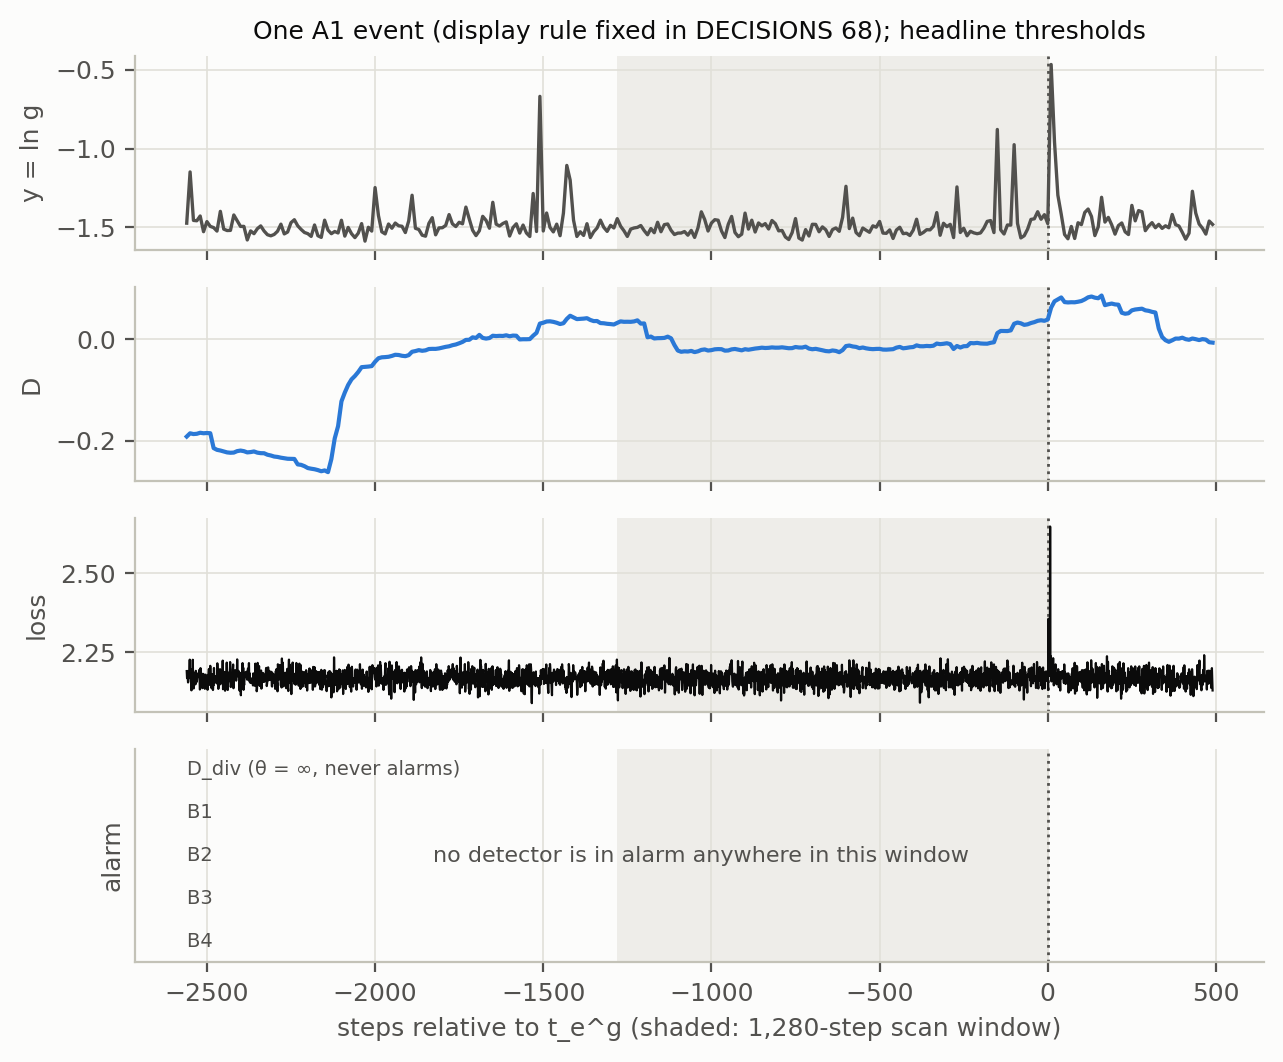 One A1 event (display rule fixed in DECISIONS 68); headline thresholds
y = ln g
−0.5
−1.0
−1.5
D
0.0
−0.2
loss
2.50
2.25
alarm
D_div (θ = ∞, never alarms)
B1
B2
no detector is in alarm anywhere in this window
B3
B4
−2500 −2000 −1500 −1000 −500 0 500
steps relative to t_e^g (shaded: 1,280-step scan window)